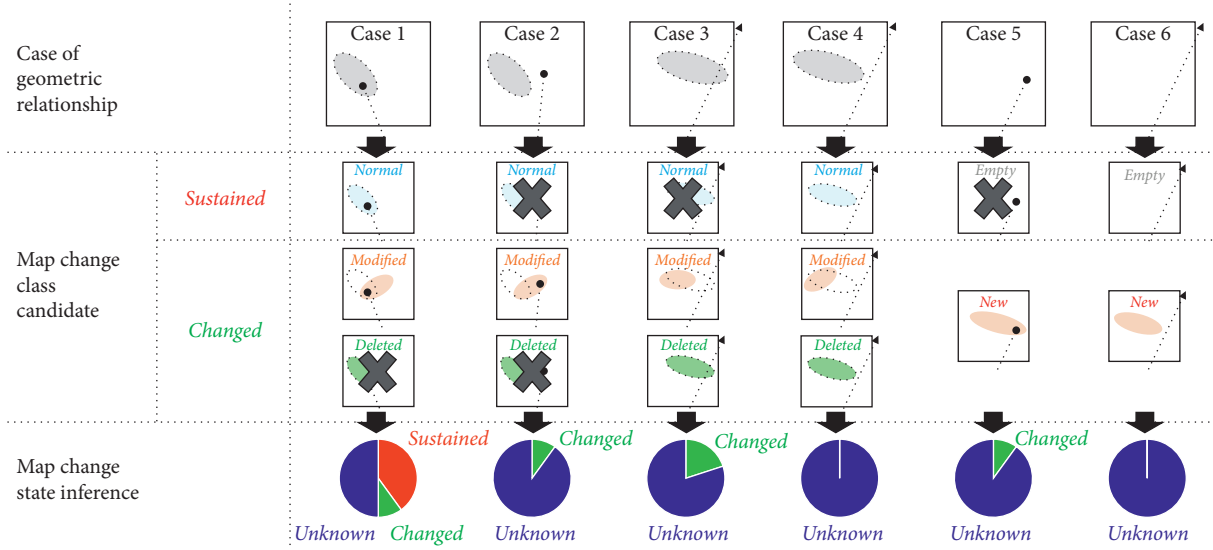 Case of
geometric
relationship
Case 1
Case 2
Case 3
Case 4
Case 5
Case 6
Map change
class
candidate
Sustained
Normal
Normal
Normal
Normal
Empty
Empty
Changed
Modified
Modified
Modified
Modified
New
New
Deleted
Deleted
Deleted
Deleted
Map change
state inference
Sustained
Unknown
Changed
Changed
Unknown
Changed
Unknown
Unknown
Changed
Unknown
Unknown